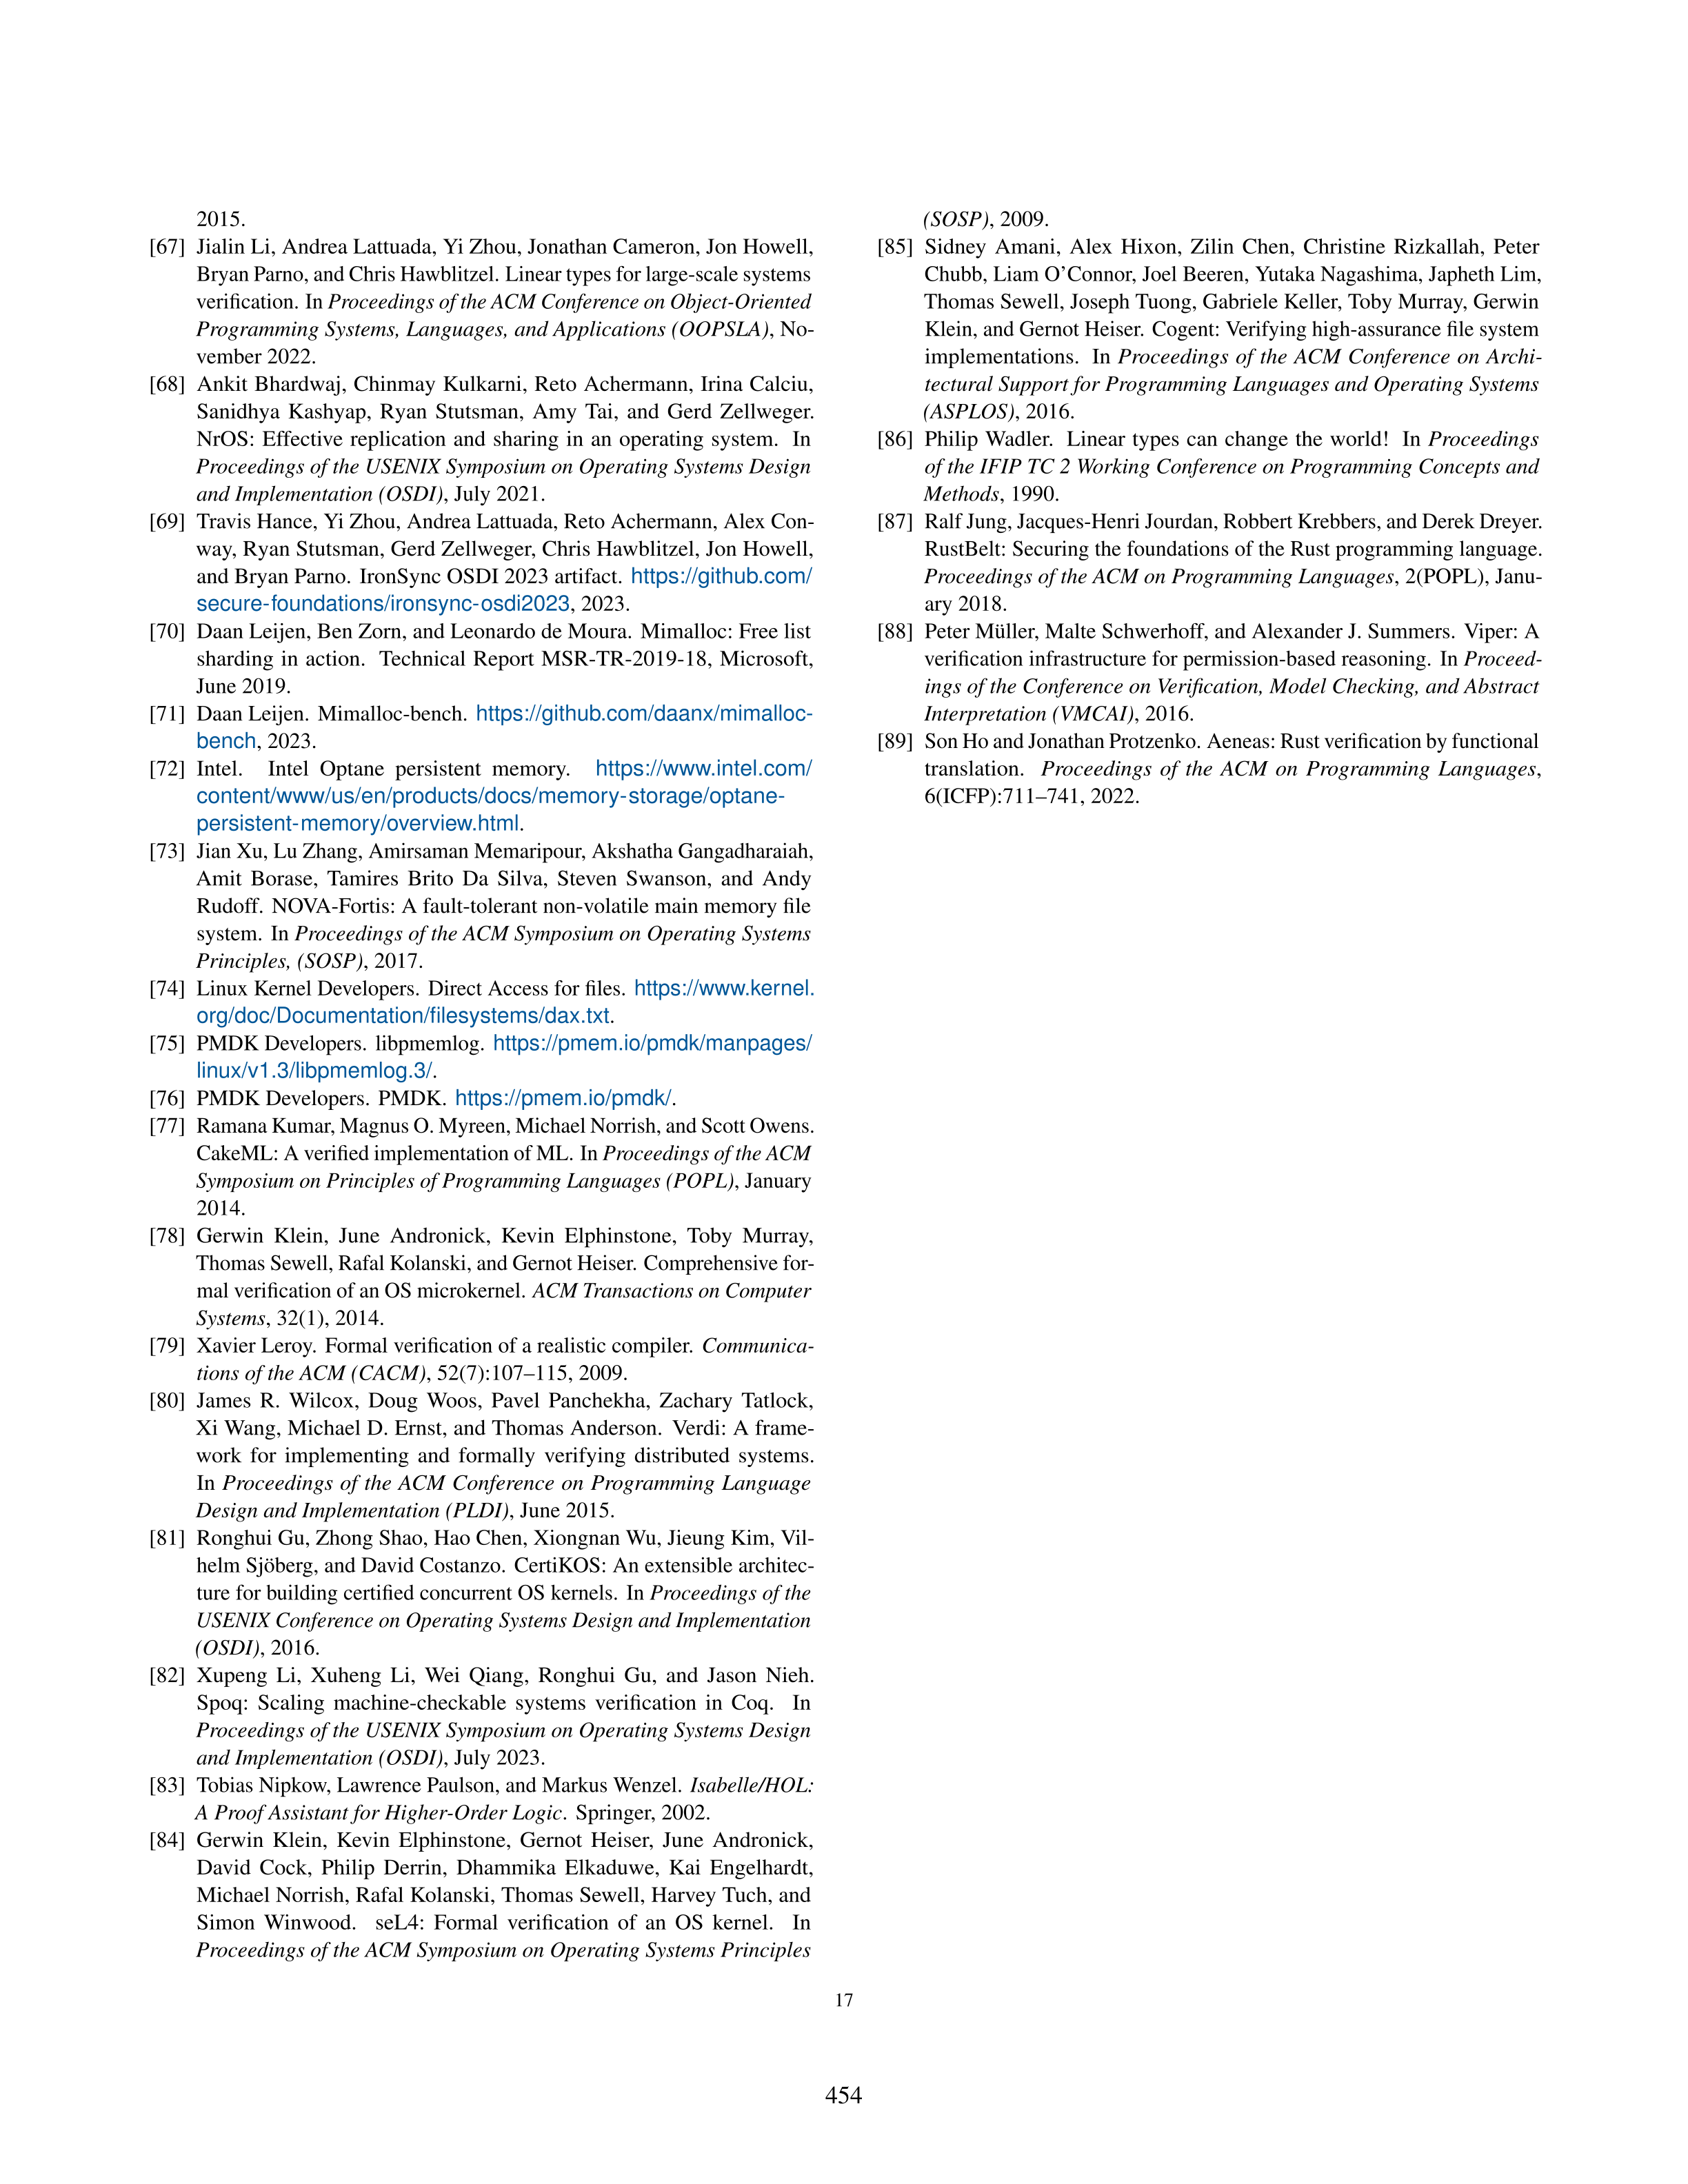 2015.
[67] Jialin Li, Andrea Lattuada, Yi Zhou, Jonathan Cameron, Jon Howell,
Bryan Parno, and Chris Hawblitzel. Linear types for large-scale systems
verification. In Proceedings of the ACM Conference on Object-Oriented
Programming Systems, Languages, and Applications (OOPSLA), No-
vember 2022.
[68] Ankit Bhardwaj, Chinmay Kulkarni, Reto Achermann, Irina Calciu,
Sanidhya Kashyap, Ryan Stutsman, Amy Tai, and Gerd Zellweger.
NrOS: Effective replication and sharing in an operating system. In
Proceedings of the USENIX Symposium on Operating Systems Design
and Implementation (OSDI), July 2021.
[69] Travis Hance, Yi Zhou, Andrea Lattuada, Reto Achermann, Alex Con-
way, Ryan Stutsman, Gerd Zellweger, Chris Hawblitzel, Jon Howell,
and Bryan Parno. IronSync OSDI 2023 artifact. https://github.com/
secure-foundations/ironsync-osdi2023, 2023.
[70] Daan Leijen, Ben Zorn, and Leonardo de Moura. Mimalloc: Free list
sharding in action. Technical Report MSR-TR-2019-18, Microsoft,
June 2019.
[71] Daan Leijen. Mimalloc-bench. https://github.com/daanx/mimalloc-
bench, 2023.
[72] Intel. Intel Optane persistent memory. https://www.intel.com/
content/www/us/en/products/docs/memory-storage/optane-
persistent-memory/overview.html.
[73] Jian Xu, Lu Zhang, Amirsaman Memaripour, Akshatha Gangadharaiah,
Amit Borase, Tamires Brito Da Silva, Steven Swanson, and Andy
Rudoff. NOVA-Fortis: A fault-tolerant non-volatile main memory file
system. In Proceedings of the ACM Symposium on Operating Systems
Principles, (SOSP), 2017.
[74] Linux Kernel Developers. Direct Access for files. https://www.kernel.
org/doc/Documentation/filesystems/dax.txt.
[75] PMDK Developers. libpmemlog. https://pmem.io/pmdk/manpages/
linux/v1.3/libpmemlog.3/.
[76] PMDK Developers. PMDK. https://pmem.io/pmdk/.
[77] Ramana Kumar, Magnus O. Myreen, Michael Norrish, and Scott Owens.
CakeML: A verified implementation of ML. In Proceedings of the ACM
Symposium on Principles of Programming Languages (POPL), January
2014.
[78] Gerwin Klein, June Andronick, Kevin Elphinstone, Toby Murray,
Thomas Sewell, Rafal Kolanski, and Gernot Heiser. Comprehensive for-
mal verification of an OS microkernel. ACM Transactions on Computer
Systems, 32(1), 2014.
[79] Xavier Leroy. Formal verification of a realistic compiler. Communica-
tions of the ACM (CACM), 52(7):107–115, 2009.
[80] James R. Wilcox, Doug Woos, Pavel Panchekha, Zachary Tatlock,
Xi Wang, Michael D. Ernst, and Thomas Anderson. Verdi: A frame-
work for implementing and formally verifying distributed systems.
In Proceedings of the ACM Conference on Programming Language
Design and Implementation (PLDI), June 2015.
[81] Ronghui Gu, Zhong Shao, Hao Chen, Xiongnan Wu, Jieung Kim, Vil-
helm Sjöberg, and David Costanzo. CertiKOS: An extensible architec-
ture for building certified concurrent OS kernels. In Proceedings of the
USENIX Conference on Operating Systems Design and Implementation
(OSDI), 2016.
[82] Xupeng Li, Xuheng Li, Wei Qiang, Ronghui Gu, and Jason Nieh.
Spoq: Scaling machine-checkable systems verification in Coq. In
Proceedings of the USENIX Symposium on Operating Systems Design
and Implementation (OSDI), July 2023.
[83] Tobias Nipkow, Lawrence Paulson, and Markus Wenzel. Isabelle/HOL:
A Proof Assistant for Higher-Order Logic. Springer, 2002.
[84] Gerwin Klein, Kevin Elphinstone, Gernot Heiser, June Andronick,
David Cock, Philip Derrin, Dhammika Elkaduwe, Kai Engelhardt,
Michael Norrish, Rafal Kolanski, Thomas Sewell, Harvey Tuch, and
Simon Winwood. seL4: Formal verification of an OS kernel. In
Proceedings of the ACM Symposium on Operating Systems Principles
(SOSP), 2009.
[85] Sidney Amani, Alex Hixon, Zilin Chen, Christine Rizkallah, Peter
Chubb, Liam O'Connor, Joel Beeren, Yutaka Nagashima, Japheth Lim,
Thomas Sewell, Joseph Tuong, Gabriele Keller, Toby Murray, Gerwin
Klein, and Gernot Heiser. Cogent: Verifying high-assurance file system
implementations. In Proceedings of the ACM Conference on Archi-
tectural Support for Programming Languages and Operating Systems
(ASPLOS), 2016.
[86] Philip Wadler. Linear types can change the world! In Proceedings
of the IFIP TC 2 Working Conference on Programming Concepts and
Methods, 1990.
[87] Ralf Jung, Jacques-Henri Jourdan, Robbert Krebbers, and Derek Dreyer.
RustBelt: Securing the foundations of the Rust programming language.
Proceedings of the ACM on Programming Languages, 2(POPL), Janu-
ary 2018.
[88] Peter Müller, Malte Schwerhoff, and Alexander J. Summers. Viper: A
verification infrastructure for permission-based reasoning. In Proceed-
ings of the Conference on Verification, Model Checking, and Abstract
Interpretation (VMCAI), 2016.
[89] Son Ho and Jonathan Protzenko. Aeneas: Rust verification by functional
translation. Proceedings of the ACM on Programming Languages,
6(ICFP):711–741, 2022.
17
454